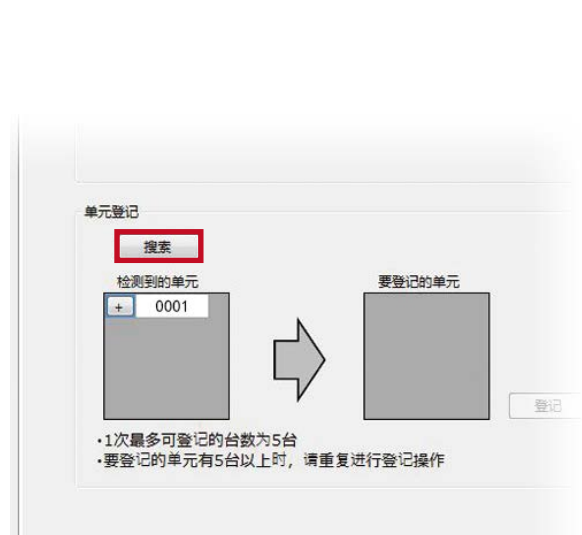 单元登记
搜索
检测到的单元
要登记的单元
+ 0001
登记
·1次最多可登记的台数为5台
·要登记的单元有5台以上时，请重复进行登记操作